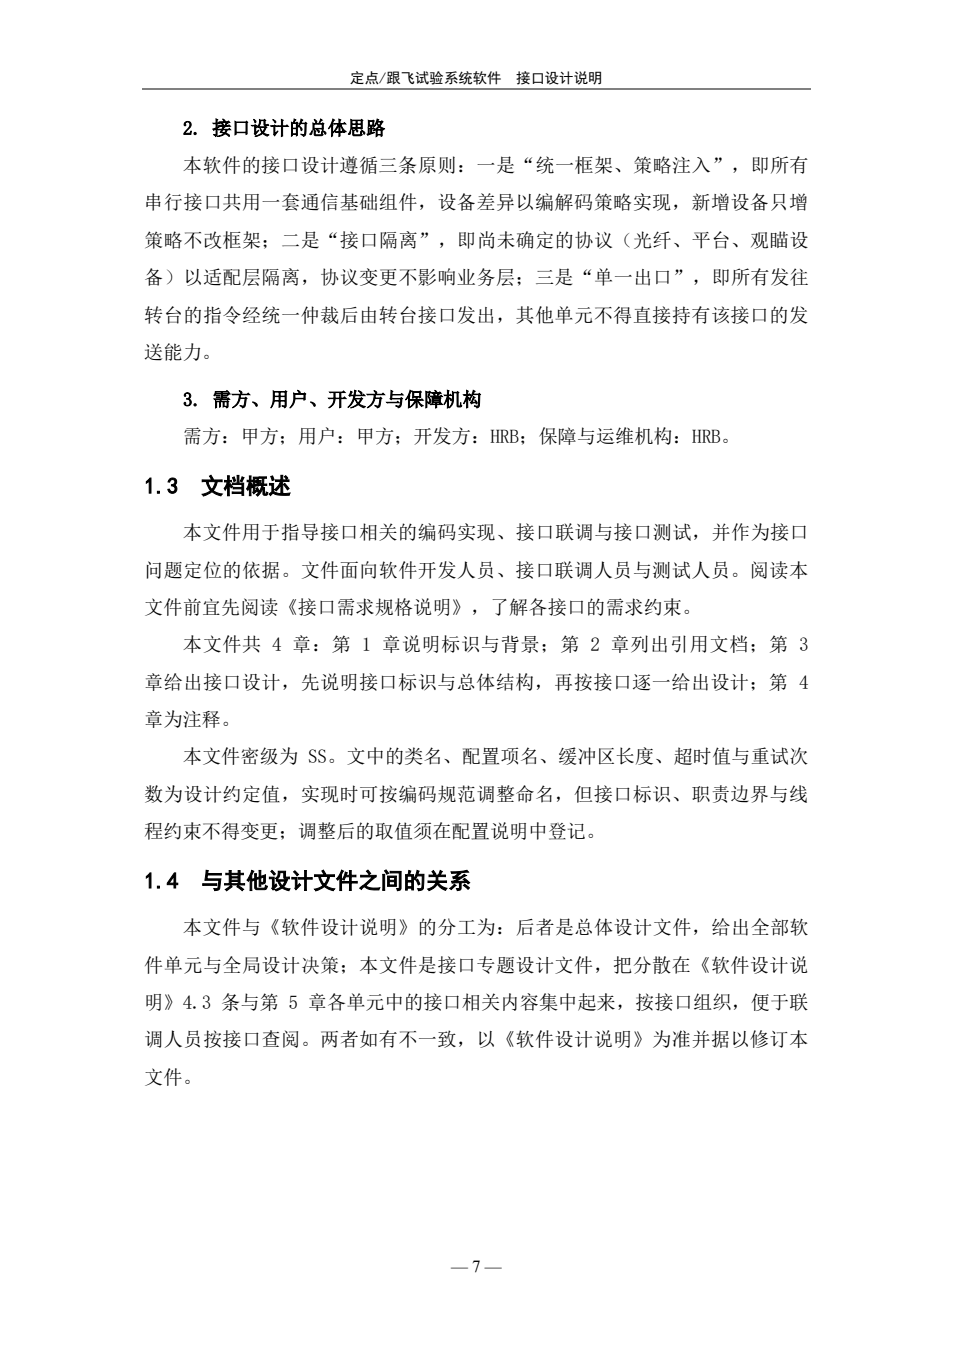 定点/跟飞试验系统软件　接口设计说明
2. 接口设计的总体思路
本软件的接口设计遵循三条原则：一是“统一框架、策略注入”，即所有
串行接口共用一套通信基础组件，设备差异以编解码策略实现，新增设备只增
策略不改框架；二是“接口隔离”，即尚未确定的协议（光纤、平台、观瞄设
备）以适配层隔离，协议变更不影响业务层；三是“单一出口”，即所有发往
转台的指令经统一仲裁后由转台接口发出，其他单元不得直接持有该接口的发
送能力。
3. 需方、用户、开发方与保障机构
需方：甲方；用户：甲方；开发方：HRB；保障与运维机构：HRB。
1.3　文档概述
本文件用于指导接口相关的编码实现、接口联调与接口测试，并作为接口
问题定位的依据。文件面向软件开发人员、接口联调人员与测试人员。阅读本
文件前宜先阅读《接口需求规格说明》，了解各接口的需求约束。
本文件共 4 章：第 1 章说明标识与背景；第 2 章列出引用文档；第 3
章给出接口设计，先说明接口标识与总体结构，再按接口逐一给出设计；第 4
章为注释。
本文件密级为 SS。文中的类名、配置项名、缓冲区长度、超时值与重试次
数为设计约定值，实现时可按编码规范调整命名，但接口标识、职责边界与线
程约束不得变更；调整后的取值须在配置说明中登记。
1.4　与其他设计文件之间的关系
本文件与《软件设计说明》的分工为：后者是总体设计文件，给出全部软
件单元与全局设计决策；本文件是接口专题设计文件，把分散在《软件设计说
明》4.3 条与第 5 章各单元中的接口相关内容集中起来，按接口组织，便于联
调人员按接口查阅。两者如有不一致，以《软件设计说明》为准并据以修订本
文件。
— 7 —